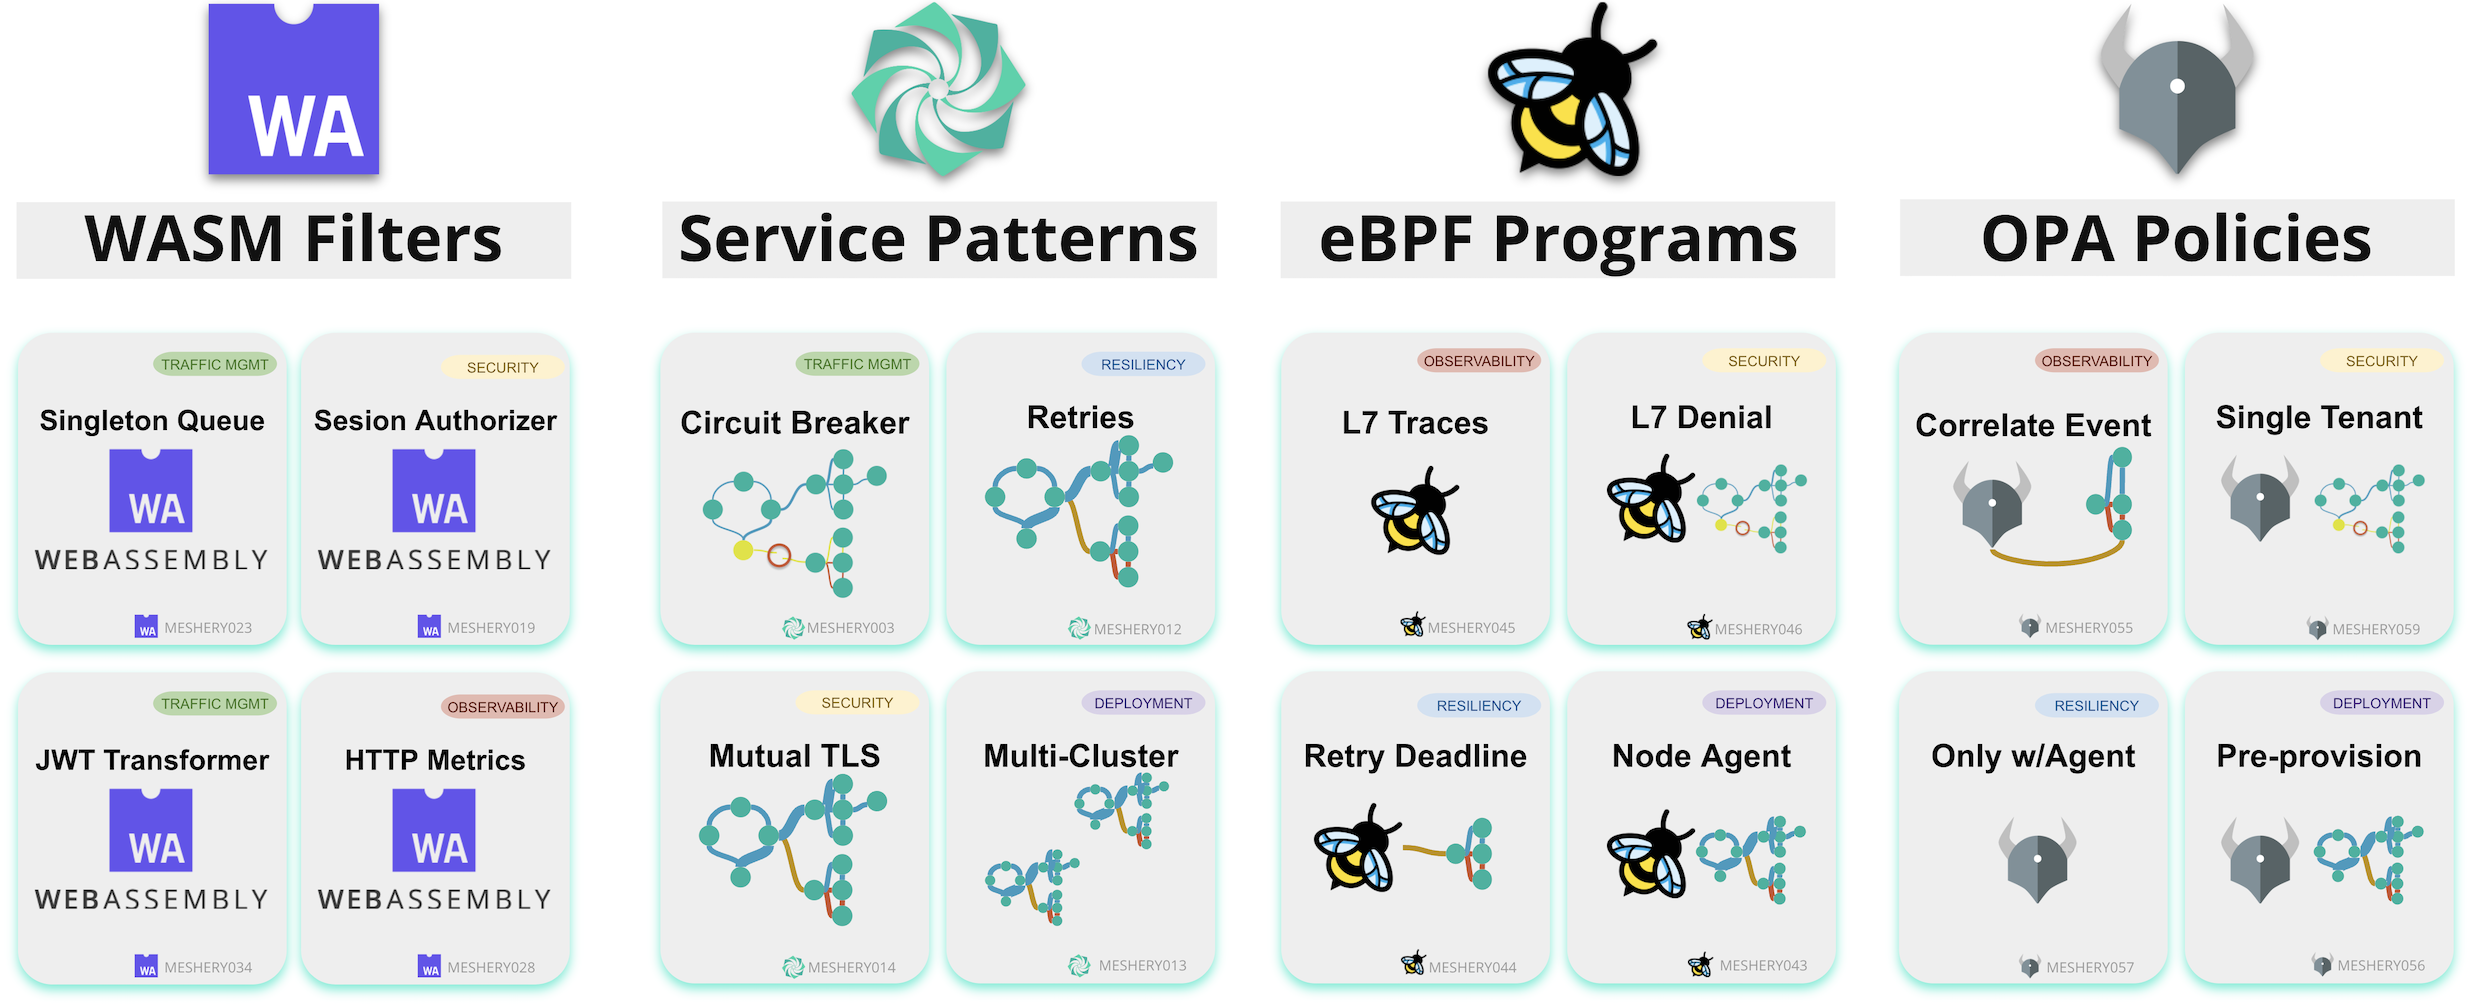 WA
WASM Filters
TRAFFIC MGMT
Singleton Queue
WA
WEBASSEMBLY
WA MESHERY023
SECURITY
Sesion Authorizer
WA
WEBASSEMBLY
WA MESHERY019
TRAFFIC MGMT
JWT Transformer
WA
WEBASSEMBLY
WA MESHERY034
OBSERVABILITY
HTTP Metrics
WA
WEBASSEMBLY
WA MESHERY028
Service Patterns
TRAFFIC MGMT
Circuit Breaker
MESHERY003
RESILIENCY
Retries
MESHERY012
SECURITY
Mutual TLS
MESHERY014
DEPLOYMENT
Multi-Cluster
MESHERY013
eBPF Programs
OBSERVABILITY
L7 Traces
MESHERY045
SECURITY
L7 Denial
MESHERY046
RESILIENCY
Retry Deadline
MESHERY044
DEPLOYMENT
Node Agent
MESHERY043
OPA Policies
OBSERVABILITY
Correlate Event
MESHERY055
SECURITY
Single Tenant
MESHERY059
RESILIENCY
Only w/Agent
MESHERY057
DEPLOYMENT
Pre-provision
MESHERY056